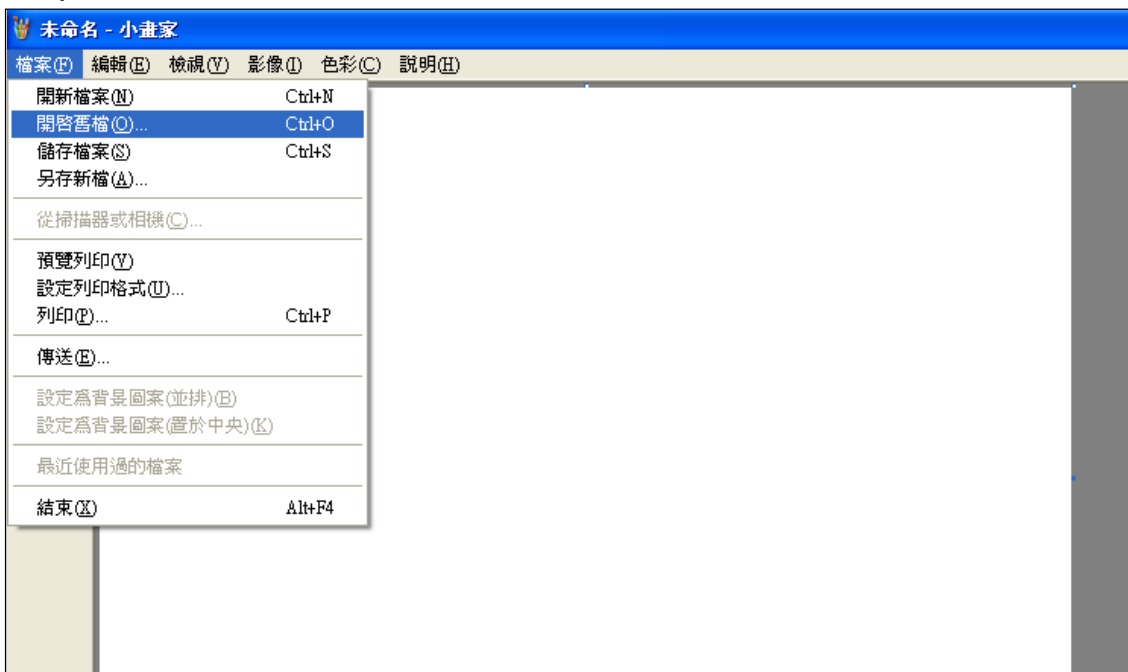 未命名 - 小畫家
檔案(F) 編輯(E) 檢視(V) 影像(I) 色彩(C) 說明(H)
開新檔案(N) Ctrl+N
開啓舊檔(O)... Ctrl+O
儲存檔案(S) Ctrl+S
另存新檔(A)...
從掃描器或相機(C)...
預覽列印(V)
設定列印格式(U)...
列印(P)... Ctrl+P
傳送(E)...
設定爲背景圖案(並排)(B)
設定爲背景圖案(置於中央)(K)
最近使用過的檔案
結束(X) Alt+F4